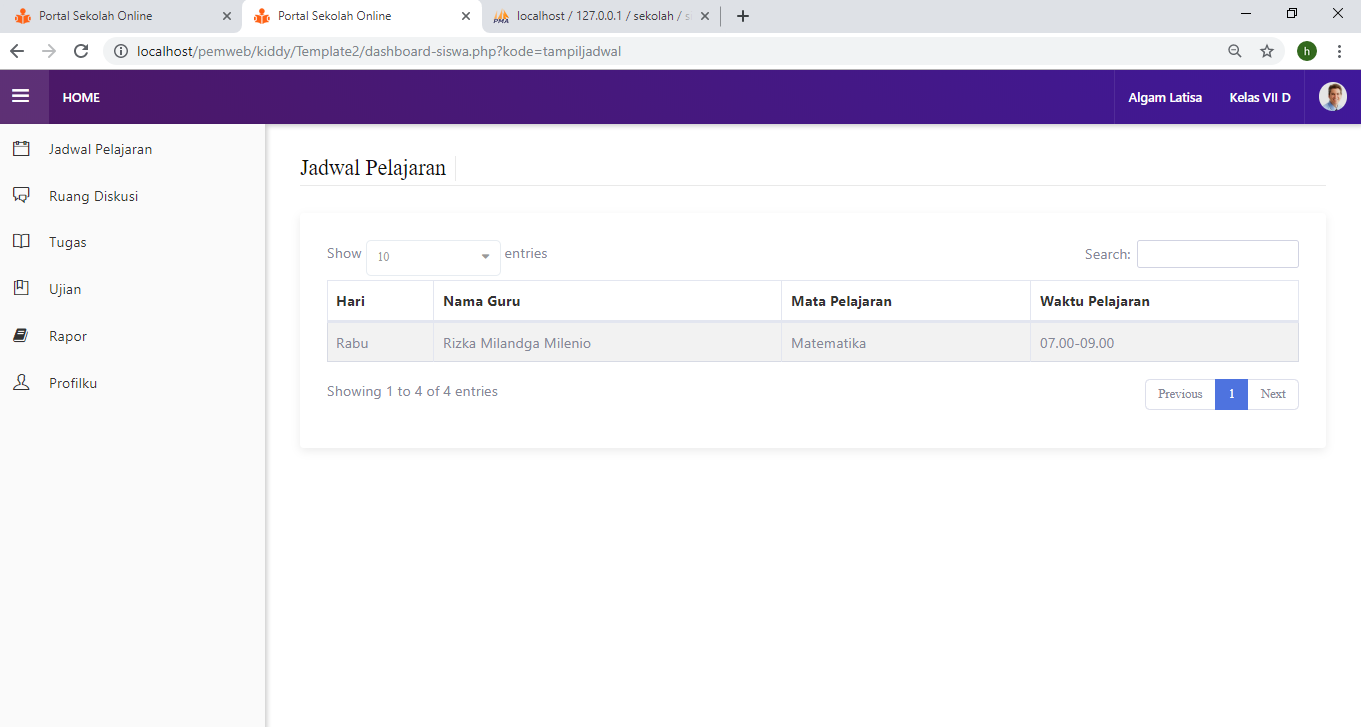 Portal Sekolah Online
Portal Sekolah Online
localhost / 127.0.0.1 / sekolah /
localhost/pemweb/kiddy/Template2/dashboard-siswa.php?kode=tampiljadwal
h
HOME
Algam Latisa
Kelas VII D
Jadwal Pelajaran
Ruang Diskusi
Tugas
Ujian
Rapor
Profilku
Jadwal Pelajaran
Show 10 entries
Search:
Hari Nama Guru Mata Pelajaran Waktu Pelajaran
Rabu Rizka Milandga Milenio Matematika 07.00-09.00
Showing 1 to 4 of 4 entries
Previous 1 Next